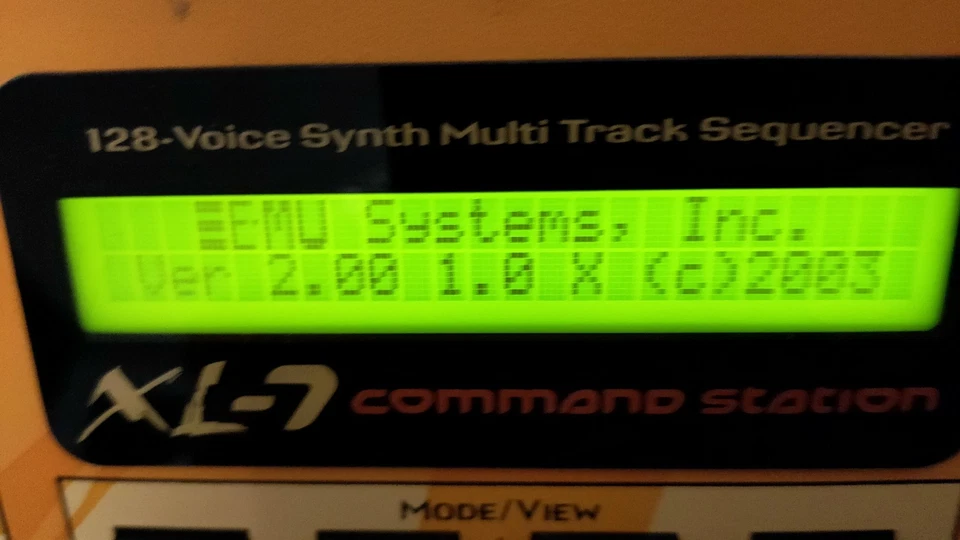 128-Voice Synth Multi Track Sequencer
EMU Systems, Inc.
Ver 2.00 1.0 X (c)2003
XL-7 COMMAND STATION
MODE/VIEW